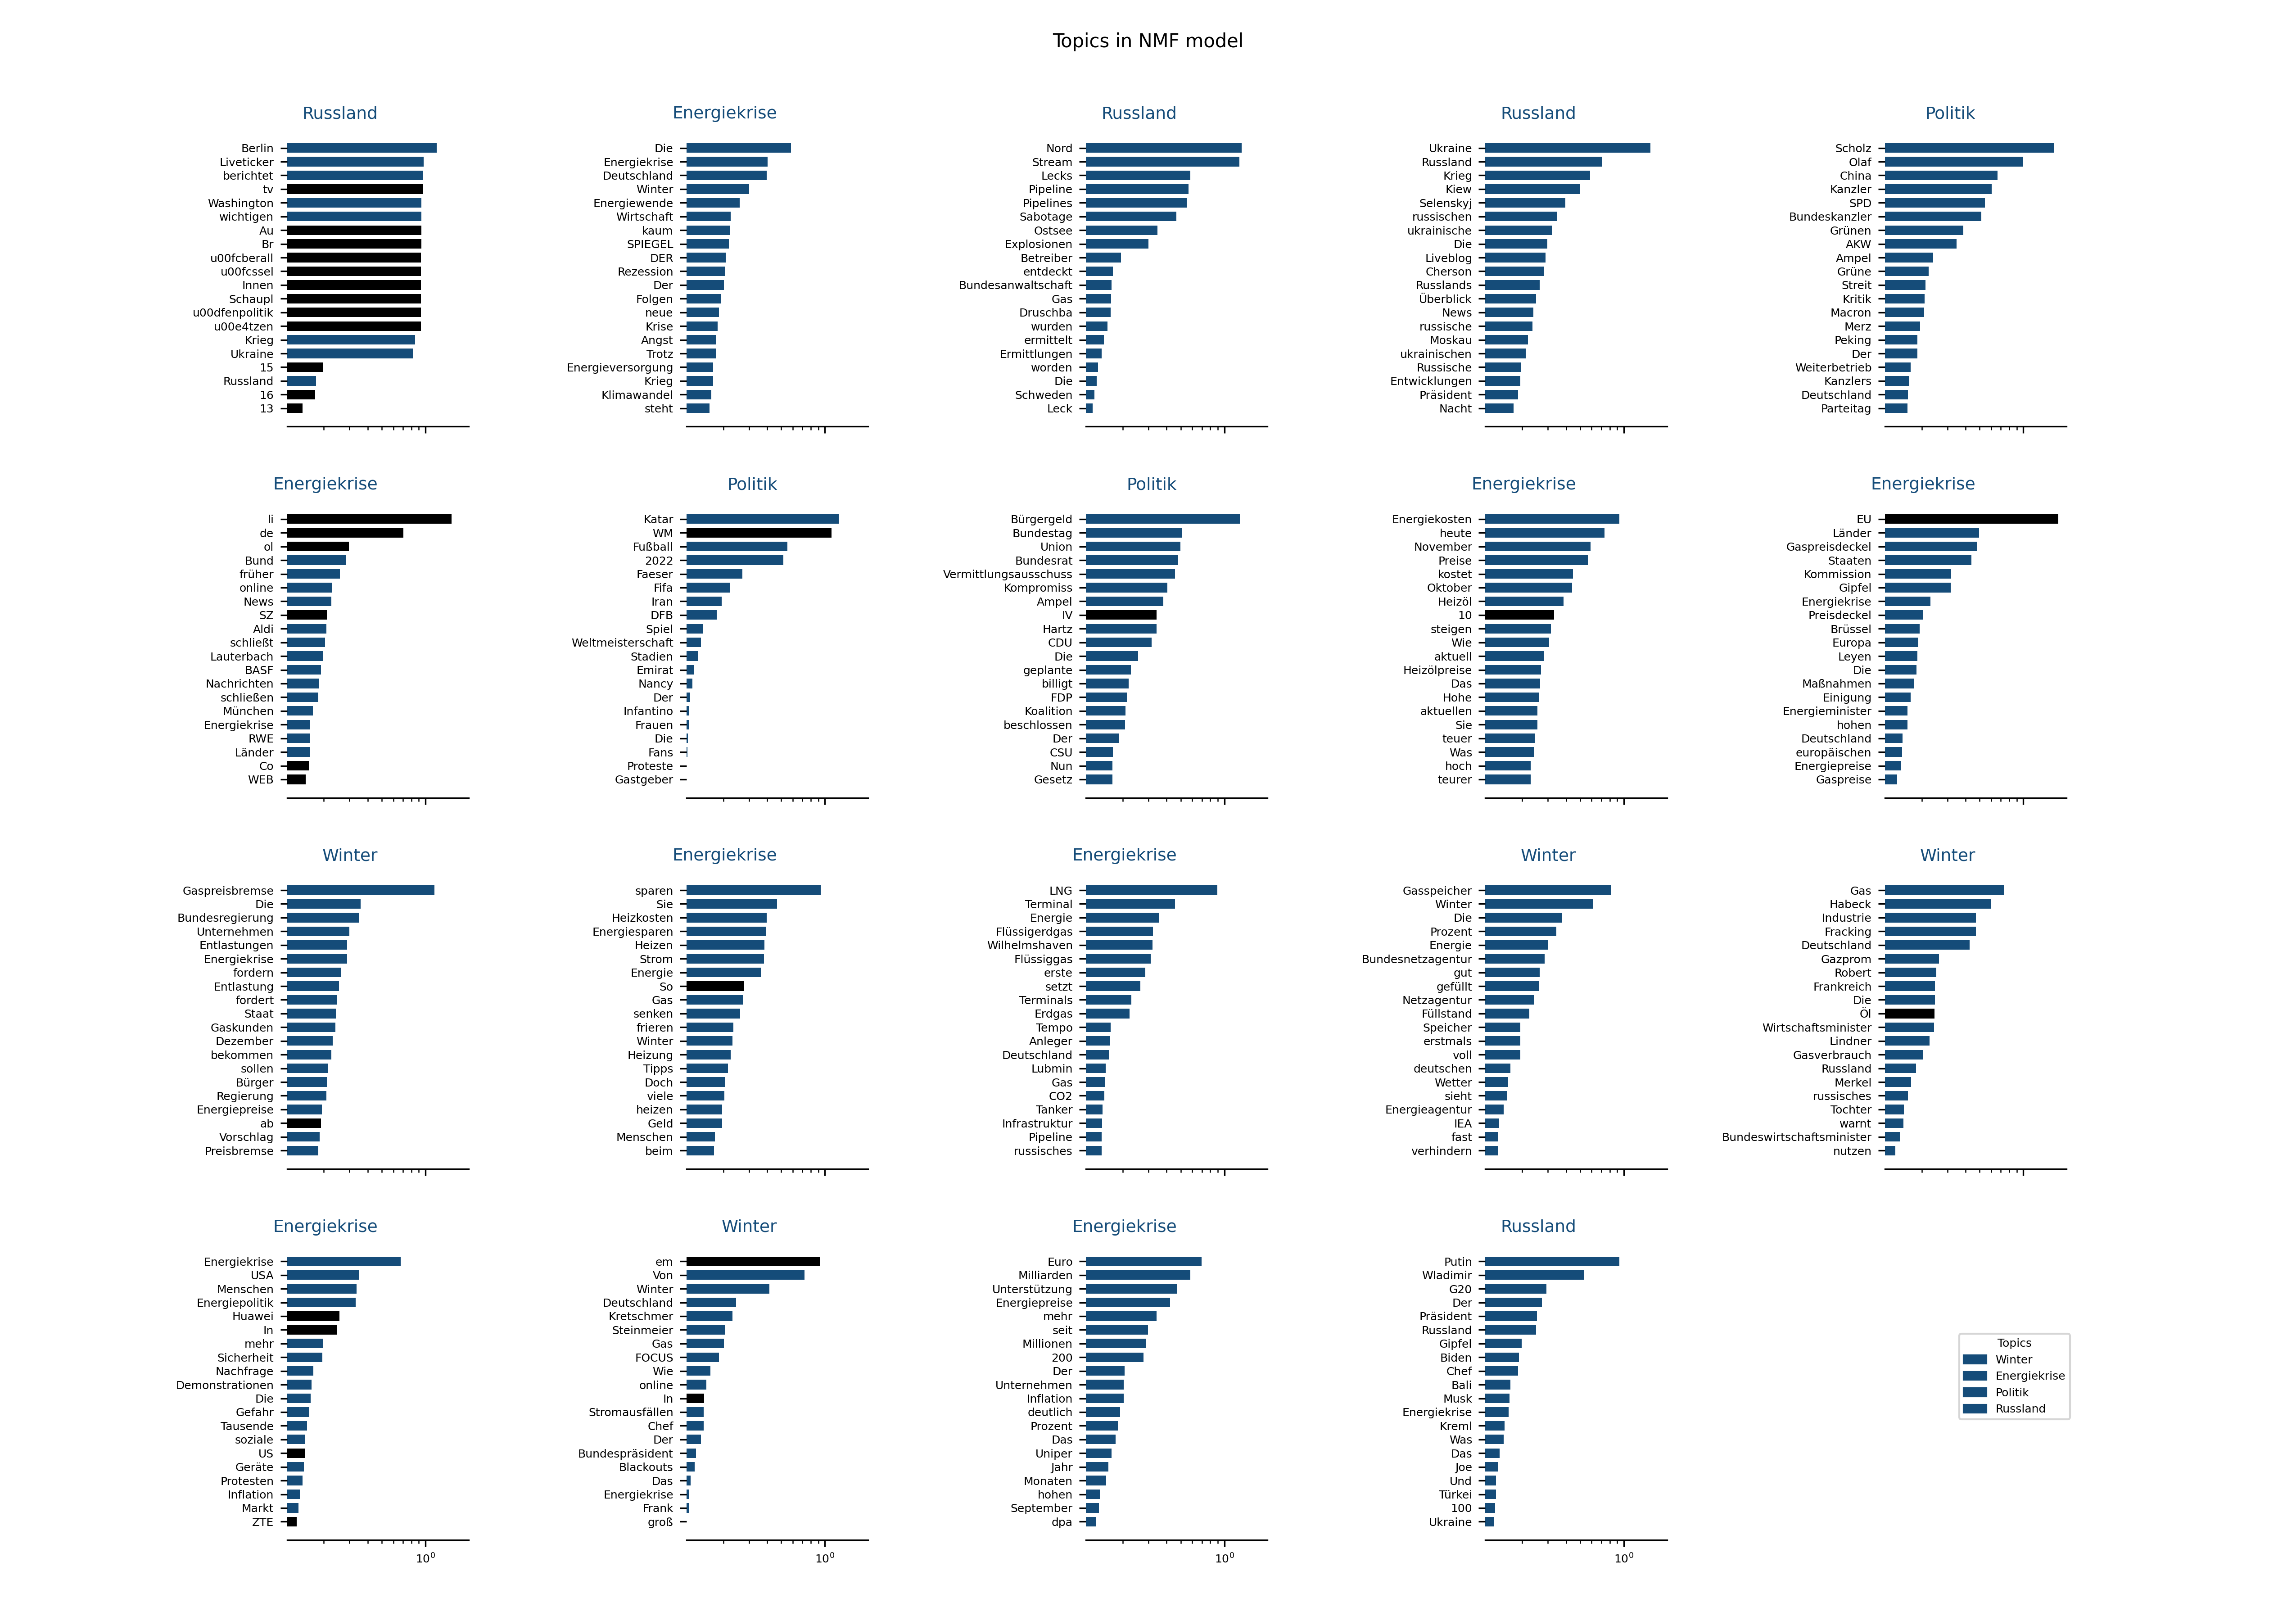 Topics in NMF model
Russland
Berlin
Liveticker
berichtet
tv
Washington
wichtigen
Au
Br
u00fcberall
u00fcssel
Innen
Schaupl
u00dfenpolitik
u00e4tzen
Krieg
Ukraine
15
Russland
16
13
Energiekrise
Die
Energiekrise
Deutschland
Winter
Energiewende
Wirtschaft
kaum
SPIEGEL
DER
Rezession
Der
Folgen
neue
Krise
Angst
Trotz
Energieversorgung
Krieg
Klimawandel
steht
Russland
Nord
Stream
Lecks
Pipeline
Pipelines
Sabotage
Ostsee
Explosionen
Betreiber
entdeckt
Bundesanwaltschaft
Gas
Druschba
wurden
ermittelt
Ermittlungen
worden
Die
Schweden
Leck
Russland
Ukraine
Russland
Krieg
Kiew
Selenskyj
russischen
ukrainische
Die
Liveblog
Cherson
Russlands
Überblick
News
russische
Moskau
ukrainischen
Russische
Entwicklungen
Präsident
Nacht
Politik
Scholz
Olaf
China
Kanzler
SPD
Bundeskanzler
Grünen
AKW
Ampel
Grüne
Streit
Kritik
Macron
Merz
Peking
Der
Weiterbetrieb
Kanzlers
Deutschland
Parteitag
Energiekrise
li
de
ol
Bund
früher
online
News
SZ
Aldi
schließt
Lauterbach
BASF
Nachrichten
schließen
München
Energiekrise
RWE
Länder
Co
WEB
Politik
Katar
WM
Fußball
2022
Faeser
Fifa
Iran
DFB
Spiel
Weltmeisterschaft
Stadien
Emirat
Nancy
Der
Infantino
Frauen
Die
Fans
Proteste
Gastgeber
Politik
Bürgergeld
Bundestag
Union
Bundesrat
Vermittlungsausschuss
Kompromiss
Ampel
IV
Hartz
CDU
Die
geplante
billigt
FDP
Koalition
beschlossen
Der
CSU
Nun
Gesetz
Energiekrise
Energiekosten
heute
November
Preise
kostet
Oktober
Heizöl
10
steigen
Wie
aktuell
Heizölpreise
Das
Hohe
aktuellen
Sie
teuer
Was
hoch
teurer
Energiekrise
EU
Länder
Gaspreisdeckel
Staaten
Kommission
Gipfel
Energiekrise
Preisdeckel
Brüssel
Europa
Leyen
Die
Maßnahmen
Einigung
Energieminister
hohen
Deutschland
europäischen
Energiepreise
Gaspreise
Winter
Gaspreisbremse
Die
Bundesregierung
Unternehmen
Entlastungen
Energiekrise
fordern
Entlastung
fordert
Staat
Gaskunden
Dezember
bekommen
sollen
Bürger
Regierung
Energiepreise
ab
Vorschlag
Preisbremse
Energiekrise
sparen
Sie
Heizkosten
Energiesparen
Heizen
Strom
Energie
So
Gas
senken
frieren
Winter
Heizung
Tipps
Doch
viele
heizen
Geld
Menschen
beim
Energiekrise
LNG
Terminal
Energie
Flüssigerdgas
Wilhelmshaven
Flüssiggas
erste
setzt
Terminals
Erdgas
Tempo
Anleger
Deutschland
Lubmin
Gas
CO2
Tanker
Infrastruktur
Pipeline
russisches
Winter
Gasspeicher
Winter
Die
Prozent
Energie
Bundesnetzagentur
gut
gefüllt
Netzagentur
Füllstand
Speicher
erstmals
voll
deutschen
Wetter
sieht
Energieagentur
IEA
fast
verhindern
Winter
Gas
Habeck
Industrie
Fracking
Deutschland
Gazprom
Robert
Frankreich
Die
Öl
Wirtschaftsminister
Lindner
Gasverbrauch
Russland
Merkel
russisches
Tochter
warnt
Bundeswirtschaftsminister
nutzen
Energiekrise
Energiekrise
USA
Menschen
Energiepolitik
Huawei
In
mehr
Sicherheit
Nachfrage
Demonstrationen
Die
Gefahr
Tausende
soziale
US
Geräte
Protesten
Inflation
Markt
ZTE
10⁰
Winter
em
Von
Winter
Deutschland
Kretschmer
Steinmeier
Gas
FOCUS
Wie
online
In
Stromausfällen
Chef
Der
Bundespräsident
Blackouts
Das
Energiekrise
Frank
groß
10⁰
Energiekrise
Euro
Milliarden
Unterstützung
Energiepreise
mehr
seit
Millionen
200
Der
Unternehmen
Inflation
deutlich
Prozent
Das
Uniper
Jahr
Monaten
hohen
September
dpa
10⁰
Russland
Putin
Wladimir
G20
Der
Präsident
Russland
Gipfel
Biden
Chef
Bali
Musk
Energiekrise
Kreml
Was
Das
Joe
Und
Türkei
100
Ukraine
10⁰
Topics
Winter
Energiekrise
Politik
Russland